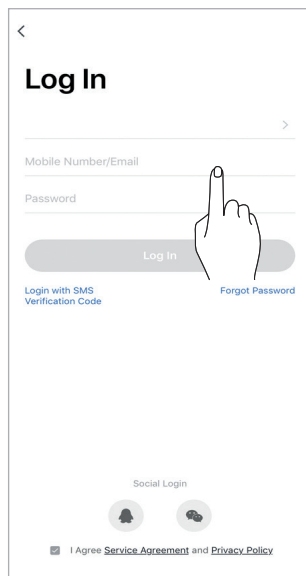 Log In
Mobile Number/Email
Password
Log In
Login with SMS
Verification Code
Forgot Password
Social Login
I Agree Service Agreement and Privacy Policy